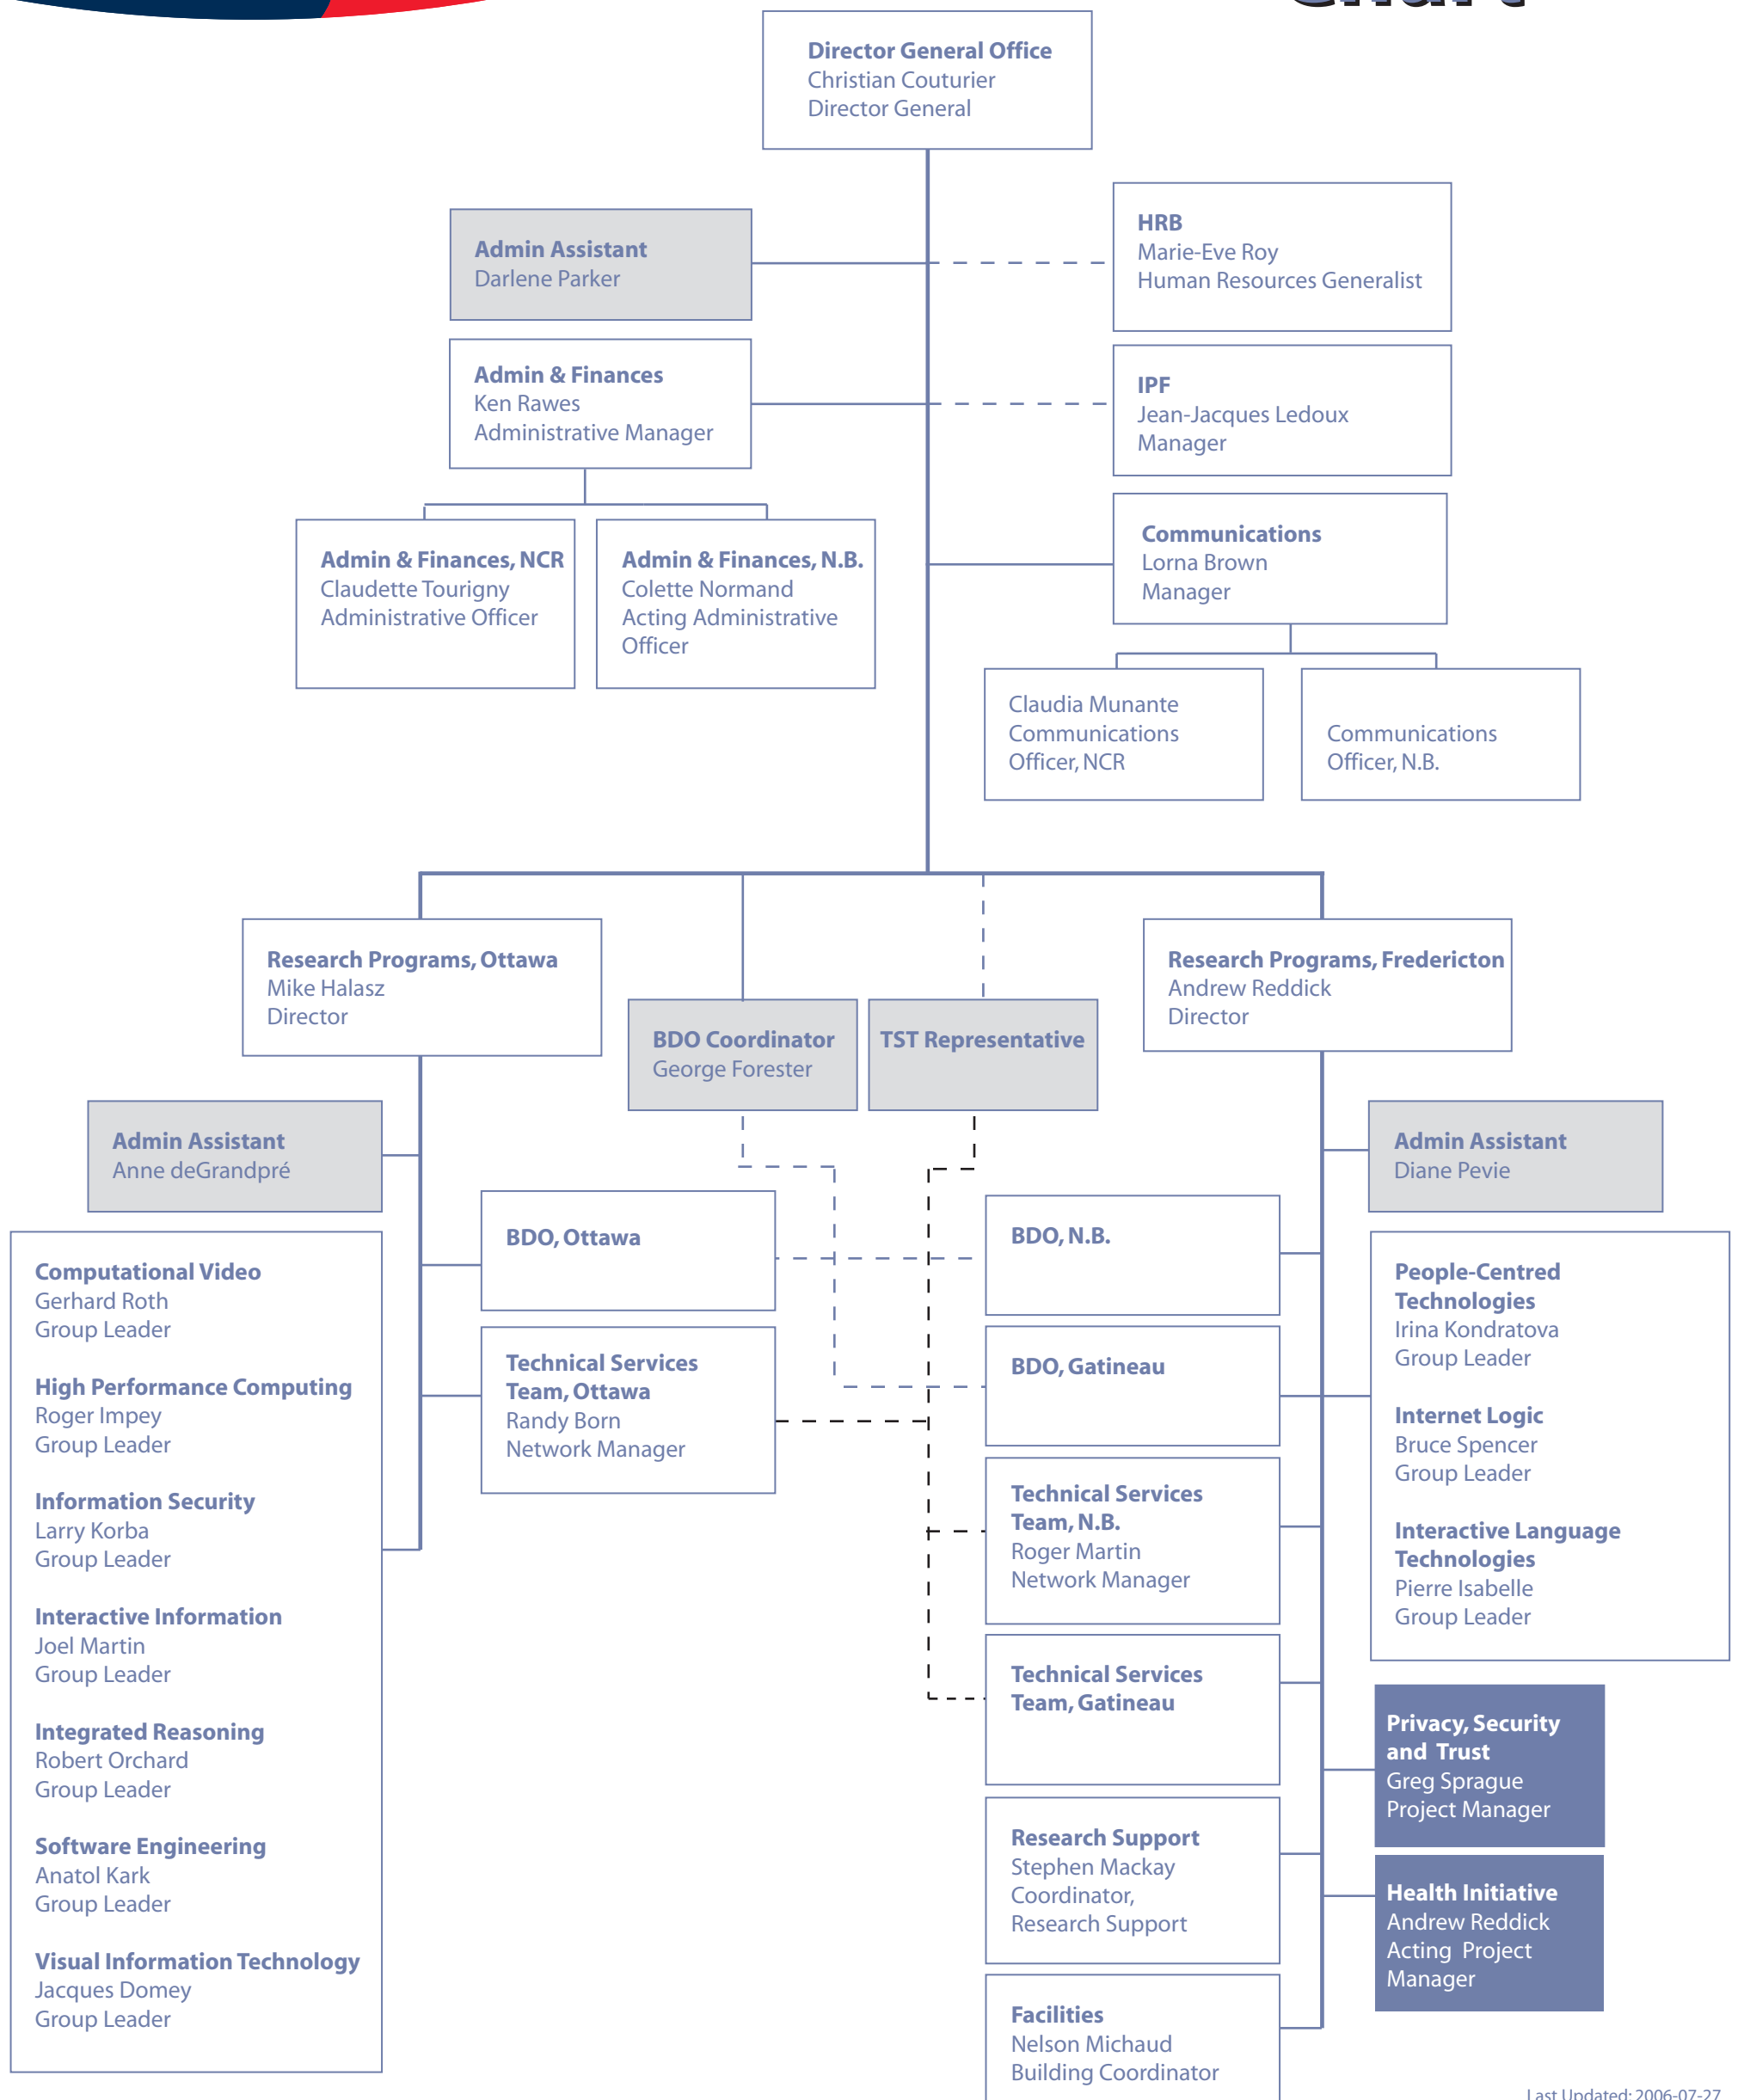 Chart
Director General Office
Christian Couturier
Director General
Admin Assistant
Darlene Parker
HRB
Marie-Eve Roy
Human Resources Generalist
Admin & Finances
Ken Rawes
Administrative Manager
IPF
Jean-Jacques Ledoux
Manager
Admin & Finances, NCR
Claudette Tourigny
Administrative Officer
Admin & Finances, N.B.
Colette Normand
Acting Administrative
Officer
Communications
Lorna Brown
Manager
Claudia Munante
Communications
Officer, NCR
Communications
Officer, N.B.
Research Programs, Ottawa
Mike Halasz
Director
BDO Coordinator
George Forester
TST Representative
Research Programs, Fredericton
Andrew Reddick
Director
Admin Assistant
Anne deGrandpré
Admin Assistant
Diane Pevie
Computational Video
Gerhard Roth
Group Leader
High Performance Computing
Roger Impey
Group Leader
Information Security
Larry Korba
Group Leader
Interactive Information
Joel Martin
Group Leader
Integrated Reasoning
Robert Orchard
Group Leader
Software Engineering
Anatol Kark
Group Leader
Visual Information Technology
Jacques Domey
Group Leader
BDO, Ottawa
Technical Services
Team, Ottawa
Randy Born
Network Manager
BDO, N.B.
BDO, Gatineau
Technical Services
Team, N.B.
Roger Martin
Network Manager
Technical Services
Team, Gatineau
Research Support
Stephen Mackay
Coordinator,
Research Support
Facilities
Nelson Michaud
Building Coordinator
People-Centred
Technologies
Irina Kondratova
Group Leader
Internet Logic
Bruce Spencer
Group Leader
Interactive Language
Technologies
Pierre Isabelle
Group Leader
Privacy, Security
and Trust
Greg Sprague
Project Manager
Health Initiative
Andrew Reddick
Acting Project
Manager
Last Updated: 2006-07-27